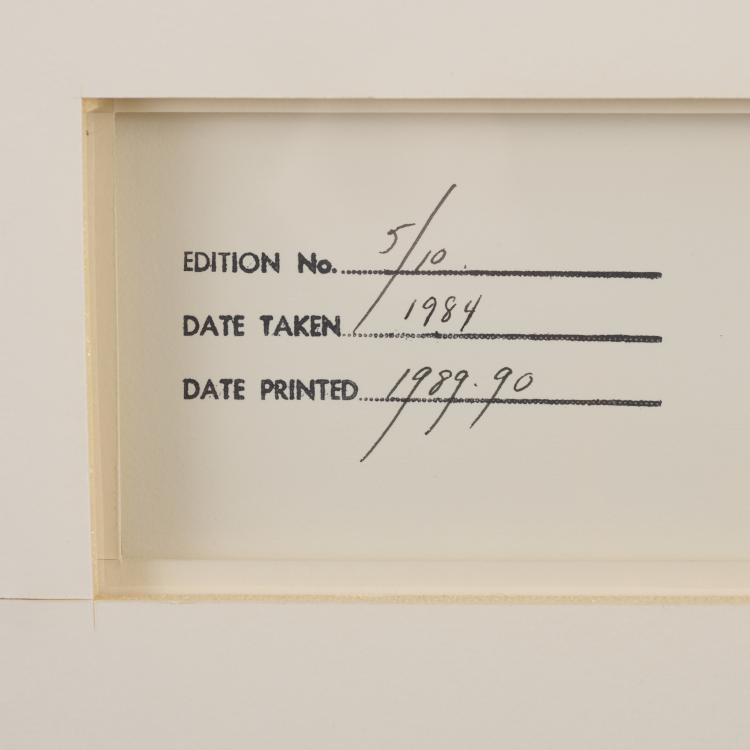 EDITION No. 5/10
DATE TAKEN 1984
DATE PRINTED 1989.90